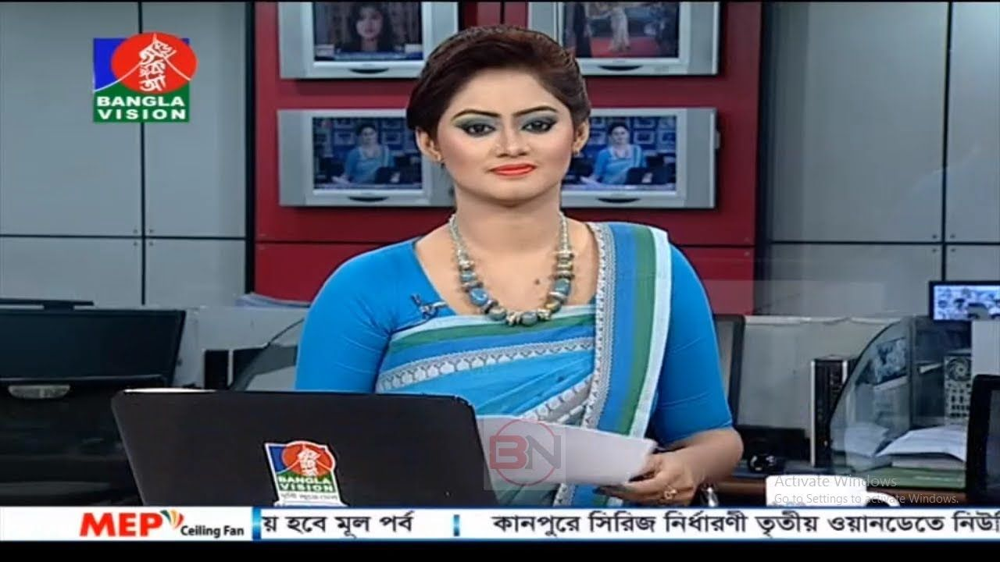 BANGLA
VISION
BANGLA
VISION
BN
Activate Windows
Go to Settings to activate Windows.
MEP Ceiling Fan
য় হবে মূল পর্ব | কানপুরে সিরিজ নির্ধারণী তৃতীয় ওয়ানডেতে নিউ